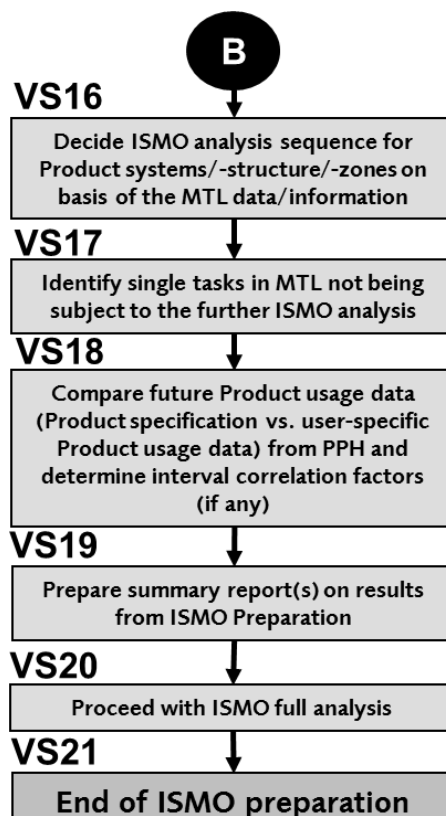 B
VS16
Decide ISMO analysis sequence for
Product systems/-structure/-zones on
basis of the MTL data/information
VS17
Identify single tasks in MTL not being
subject to the further ISMO analysis
VS18
Compare future Product usage data
(Product specification vs. user-specific
Product usage data) from PPH and
determine interval correlation factors
(if any)
VS19
Prepare summary report(s) on results
from ISMO Preparation
VS20
Proceed with ISMO full analysis
VS21
End of ISMO preparation